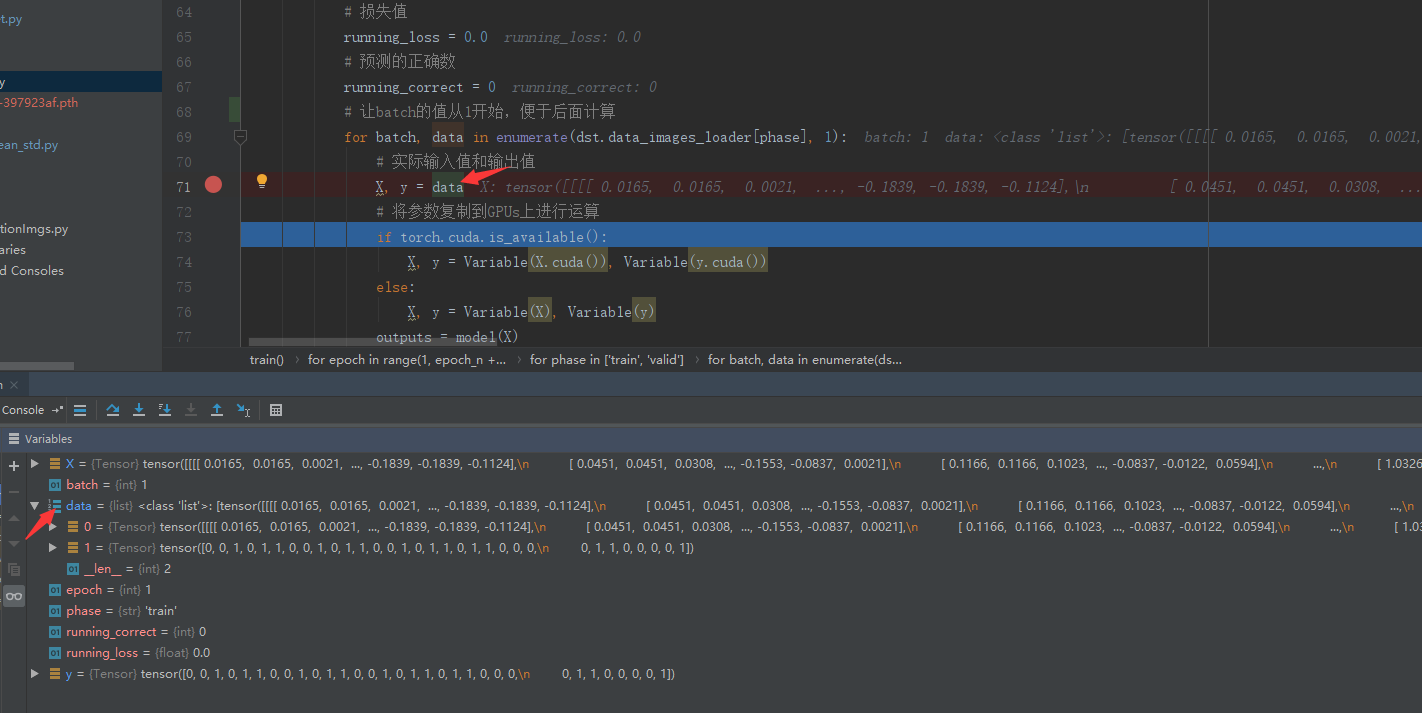 t.py
y
-397923af.pth
ean_std.py
tionImgs.py
aries
d Consoles
64 # 损失值
65 running_loss = 0.0 running_loss: 0.0
66 # 预测的正确数
67 running_correct = 0 running_correct: 0
68 # 让batch的值从1开始，便于后面计算
69 for batch, data in enumerate(dst.data_images_loader[phase], 1): batch: 1 data: <class 'list'>: [tensor([[[[ 0.0165, 0.0165, 0.0021,
70 # 实际输入值和输出值
71 X, y = data X: tensor([[[[ 0.0165, 0.0165, 0.0021, ..., -0.1839, -0.1839, -0.1124],\n [ 0.0451, 0.0451, 0.0308, ...
72 # 将参数复制到GPUs上进行运算
73 if torch.cuda.is_available():
74 X, y = Variable(X.cuda()), Variable(y.cuda())
75 else:
76 X, y = Variable(X), Variable(y)
77 outputs = model(X)
train() › for epoch in range(1, epoch_n +... › for phase in ['train', 'valid'] › for batch, data in enumerate(ds...
n ×
Console
Variables
X = {Tensor} tensor([[[[ 0.0165, 0.0165, 0.0021, ..., -0.1839, -0.1839, -0.1124],\n [ 0.0451, 0.0451, 0.0308, ..., -0.1553, -0.0837, 0.0021],\n [ 0.1166, 0.1166, 0.1023, ..., -0.0837, -0.0122, 0.0594],\n ...,\n [ 1.0326
batch = {int} 1
data = {list} <class 'list'>: [tensor([[[[ 0.0165, 0.0165, 0.0021, ..., -0.1839, -0.1839, -0.1124],\n [ 0.0451, 0.0451, 0.0308, ..., -0.1553, -0.0837, 0.0021],\n [ 0.1166, 0.1166, 0.1023, ..., -0.0837, -0.0122, 0.0594],\n ...,\n
0 = {Tensor} tensor([[[[ 0.0165, 0.0165, 0.0021, ..., -0.1839, -0.1839, -0.1124],\n [ 0.0451, 0.0451, 0.0308, ..., -0.1553, -0.0837, 0.0021],\n [ 0.1166, 0.1166, 0.1023, ..., -0.0837, -0.0122, 0.0594],\n ...,\n [ 1.03
1 = {Tensor} tensor([0, 0, 1, 0, 1, 1, 0, 0, 1, 0, 1, 1, 0, 0, 1, 0, 1, 1, 0, 1, 1, 0, 0, 0,\n 0, 1, 1, 0, 0, 0, 0, 1])
__len__ = {int} 2
epoch = {int} 1
phase = {str} 'train'
running_correct = {int} 0
running_loss = {float} 0.0
y = {Tensor} tensor([0, 0, 1, 0, 1, 1, 0, 0, 1, 0, 1, 1, 0, 0, 1, 0, 1, 1, 0, 1, 1, 0, 0, 0,\n 0, 1, 1, 0, 0, 0, 0, 1])